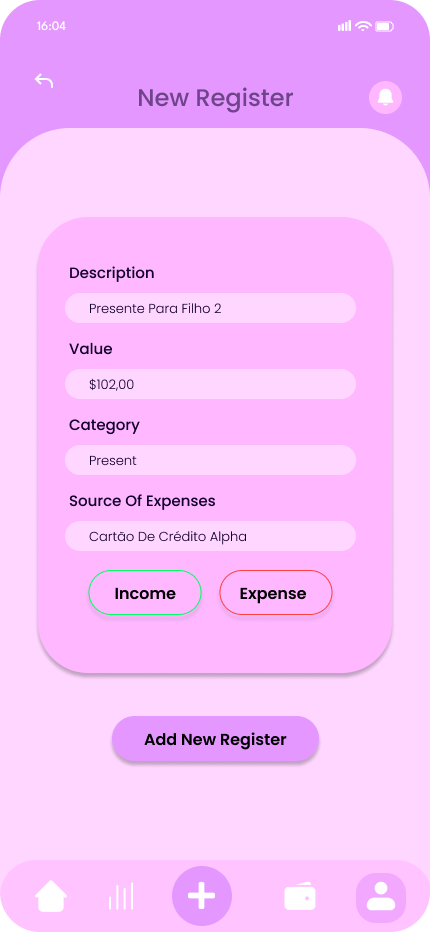 16:04
New Register
Description
Presente Para Filho 2
Value
$102,00
Category
Present
Source Of Expenses
Cartão De Crédito Alpha
Income Expense
Add New Register